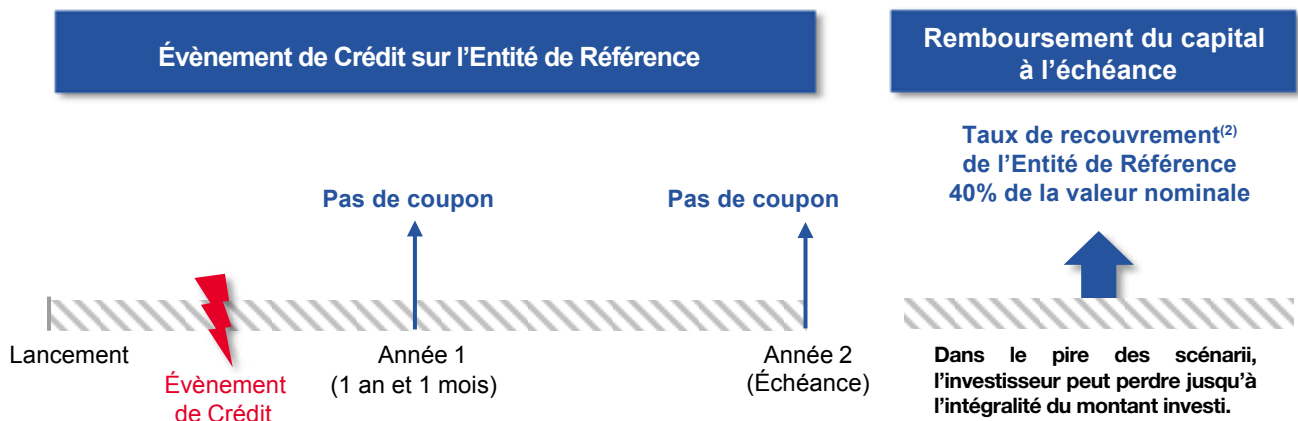 Évènement de Crédit sur l’Entité de Référence
Remboursement du capital
à l’échéance
Taux de recouvrement(2)
de l’Entité de Référence
40% de la valeur nominale
Pas de coupon
Pas de coupon
Lancement
Évènement
de Crédit
Année 1
(1 an et 1 mois)
Année 2
(Échéance)
Dans le pire des scénarii,
l’investisseur peut perdre jusqu’à
l’intégralité du montant investi.